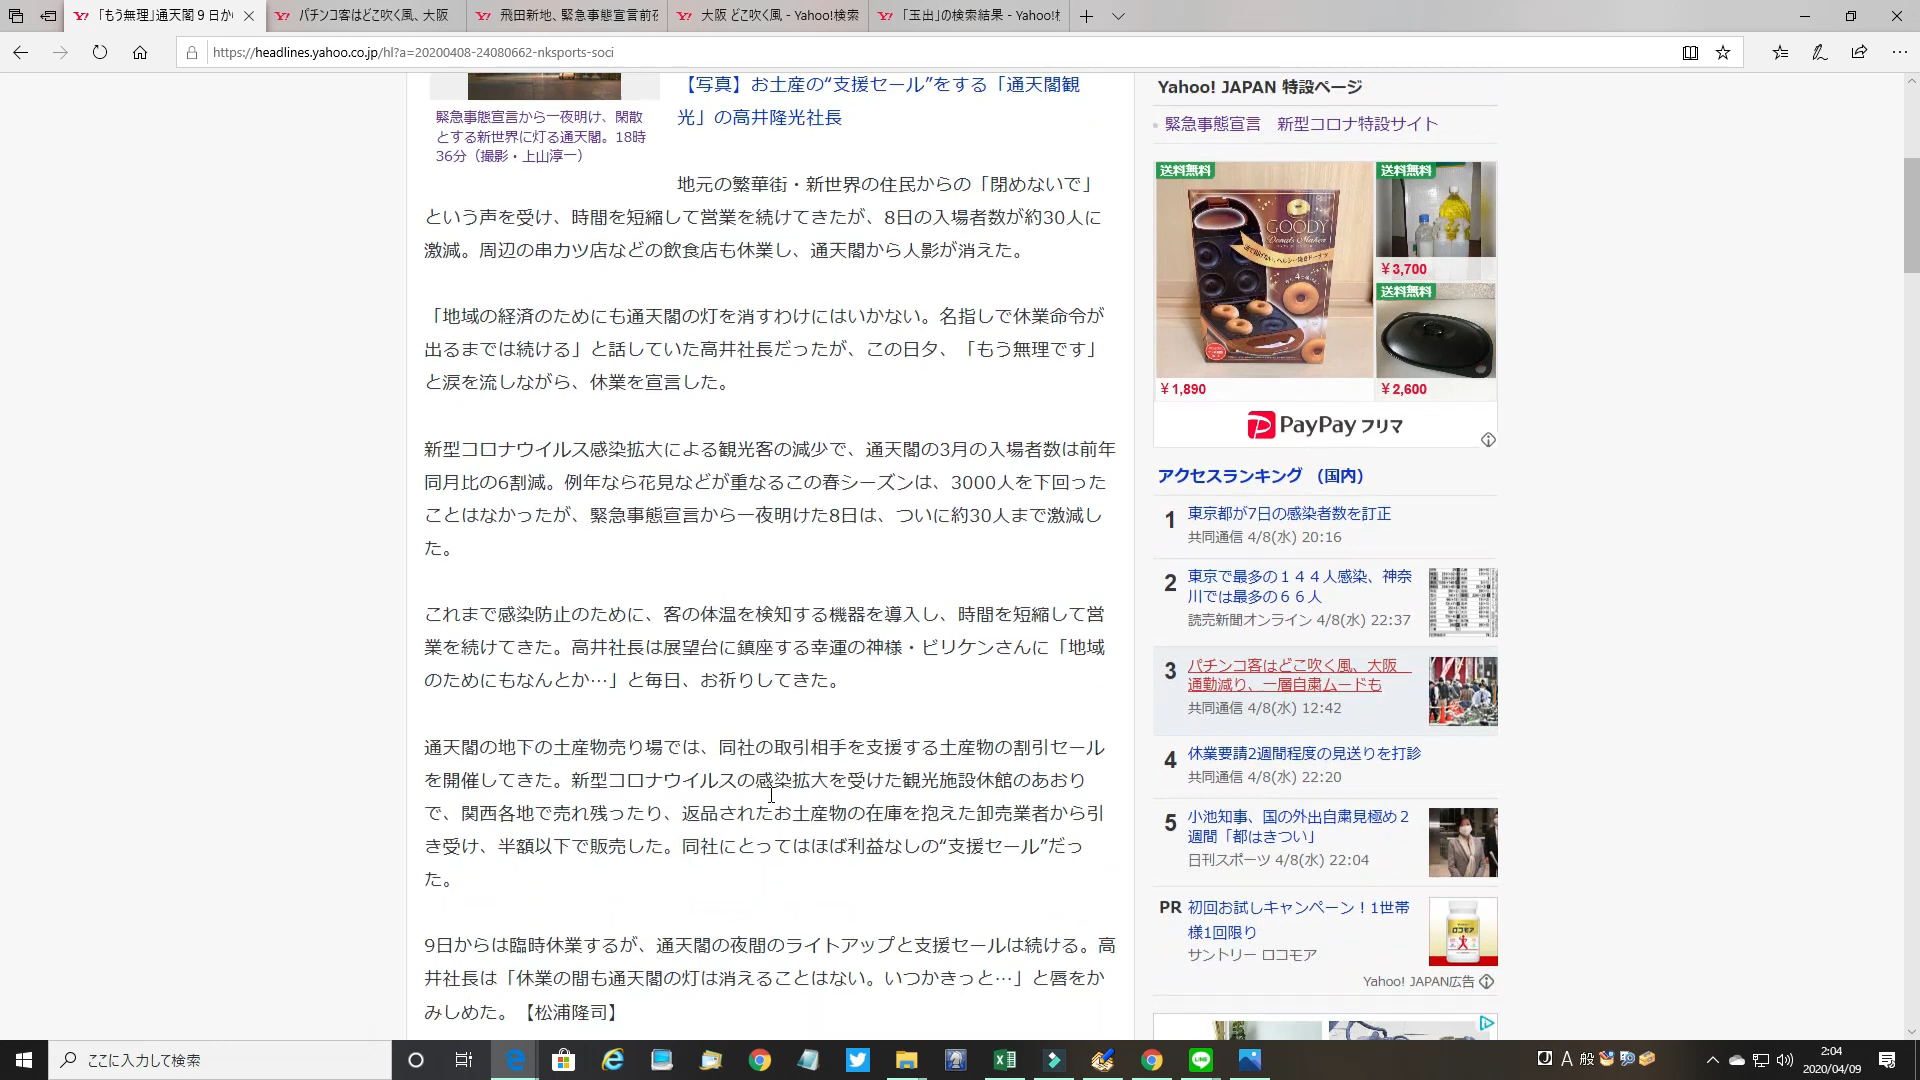 「もう無理」通天閣９日か
パチンコ客はどこ吹く風、大阪
飛田新地、緊急事態宣言前夜
大阪 どこ吹く風 - Yahoo!検索
「玉出」の検索結果 - Yahoo!検
https://headlines.yahoo.co.jp/hl?a=20200408-24080662-nksports-soci
緊急事態宣言から一夜明け、閑散
とする新世界に灯る通天閣。18時
36分（撮影・上山淳一）
【写真】お土産の“支援セール”をする「通天閣観
光」の高井隆光社長
地元の繁華街・新世界の住民からの「閉めないで」
という声を受け、時間を短縮して営業を続けてきたが、8日の入場者数が約30人に
激減。周辺の串カツ店などの飲食店も休業し、通天閣から人影が消えた。
「地域の経済のためにも通天閣の灯を消すわけにはいかない。名指しで休業命令が
出るまでは続ける」と話していた高井社長だったが、この日夕、「もう無理です」
と涙を流しながら、休業を宣言した。
新型コロナウイルス感染拡大による観光客の減少で、通天閣の3月の入場者数は前年
同月比の6割減。例年なら花見などが重なるこの春シーズンは、3000人を下回った
ことはなかったが、緊急事態宣言から一夜明けた8日は、ついに約30人まで激減し
た。
これまで感染防止のために、客の体温を検知する機器を導入し、時間を短縮して営
業を続けてきた。高井社長は展望台に鎮座する幸運の神様・ビリケンさんに「地域
のためにもなんとか…」と毎日、お祈りしてきた。
通天閣の地下の土産物売り場では、同社の取引相手を支援する土産物の割引セール
を開催してきた。新型コロナウイルスの感染拡大を受けた観光施設休館のあおり
で、関西各地で売れ残ったり、返品されたお土産物の在庫を抱えた卸売業者から引
き受け、半額以下で販売した。同社にとってはほぼ利益なしの“支援セール”だっ
た。
9日からは臨時休業するが、通天閣の夜間のライトアップと支援セールは続ける。高
井社長は「休業の間も通天閣の灯は消えることはない。いつかきっと…」と唇をか
みしめた。【松浦隆司】
Yahoo! JAPAN 特設ページ
緊急事態宣言　新型コロナ特設サイト
送料無料
GOODY
Donuts Maker
¥1,890
送料無料
¥3,700
送料無料
¥2,600
PayPay フリマ
アクセスランキング （国内）
1 東京都が7日の感染者数を訂正
共同通信 4/8(水) 20:16
2 東京で最多の１４４人感染、神奈
川では最多の６６人
読売新聞オンライン 4/8(水) 22:37
3 パチンコ客はどこ吹く風、大阪
通勤減り、一層自粛ムードも
共同通信 4/8(水) 12:42
4 休業要請2週間程度の見送りを打診
共同通信 4/8(水) 22:20
5 小池知事、国の外出自粛見極め２
週間「都はきつい」
日刊スポーツ 4/8(水) 22:04
PR 初回お試しキャンペーン！1世帯
様1回限り
サントリー ロコモア
ロコモア
Yahoo! JAPAN広告
ここに入力して検索
LINE
A 般
2:04
2020/04/09